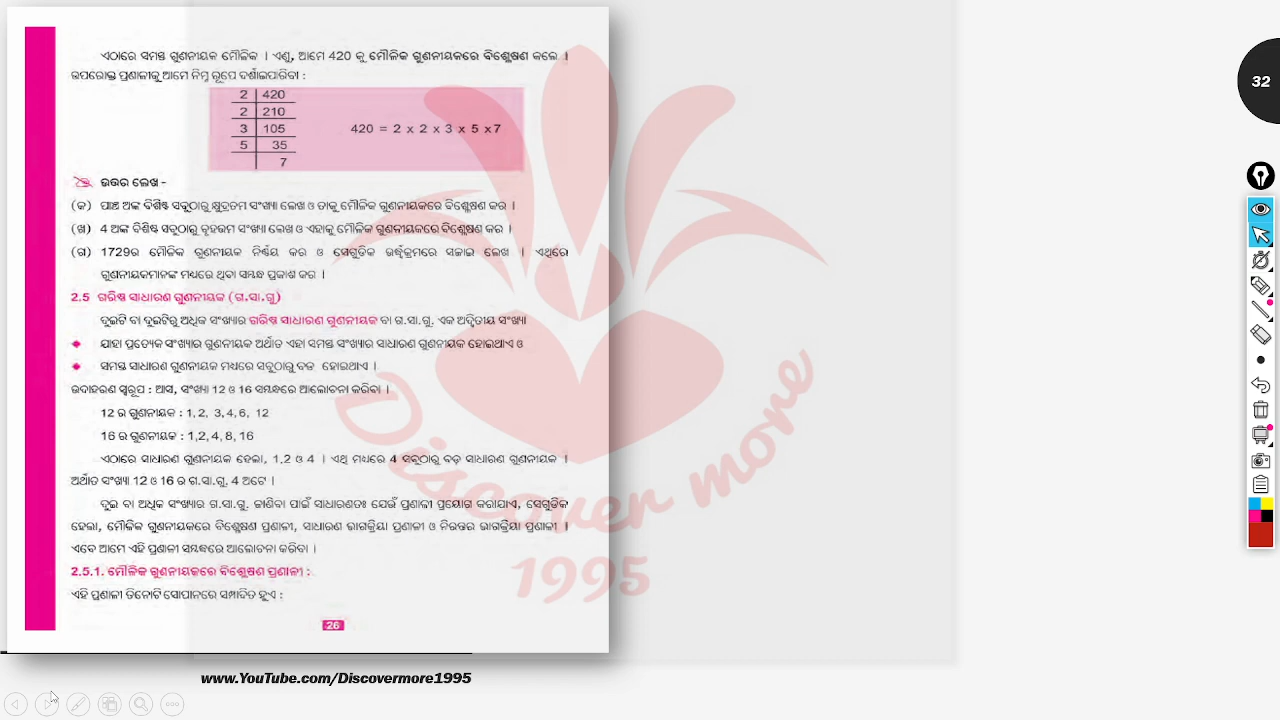 ଏଠାରେ ସମସ୍ତ ଗୁଣନୀୟକ ମୌଳିକ । ଏଣୁ, ଆମେ 420 କୁ ମୌଳିକ ଗୁଣନୀୟକରେ ବିଶ୍ଳେଷଣ କଲେ ।
ଉପରୋକ୍ତ ପ୍ରଣାଳୀକୁ ଆମେ ନିମ୍ନ ରୂପେ ଦର୍ଶାଇପାରିବା :
2 420
2 210
3 105
5 35
7
420 = 2 x 2 x 3 x 5 x7
ଉତ୍ତର ଲେଖ -
(କ) ପାଞ୍ଚ ଅଙ୍କ ବିଶିଷ୍ଟ ସବୁଠାରୁ କ୍ଷୁଦ୍ରତମ ସଂଖ୍ୟା ଲେଖ ଓ ତାକୁ ମୌଳିକ ଗୁଣନୀୟକରେ ବିଶ୍ଳେଷଣ କର ।
(ଖ) 4 ଅଙ୍କ ବିଶିଷ୍ଟ ସବୁଠାରୁ ବୃହତ୍ତମ ସଂଖ୍ୟା ଲେଖ ଓ ଏହାକୁ ମୌଳିକ ଗୁଣନୀୟକରେ ବିଶ୍ଳେଷଣ କର ।
(ଗ) 1729ର ମୌଳିକ ଗୁଣନୀୟକ ନିର୍ଣ୍ଣୟ କର ଓ ସେଗୁଡ଼ିକ ଊର୍ଦ୍ଧ୍ୱକ୍ରମରେ ସଜାଇ ଲେଖ । ଏଥିରେ
ଗୁଣନୀୟକମାନଙ୍କ ମଧ୍ୟରେ ଥିବା ସମ୍ବନ୍ଧ ପ୍ରକାଶ କର ।
2.5 ଗରିଷ୍ଠ ସାଧାରଣ ଗୁଣନୀୟକ (ଗ.ସା.ଗୁ)
ଦୁଇଟି ବା ଦୁଇଟିରୁ ଅଧିକ ସଂଖ୍ୟାର ଗରିଷ୍ଠ ସାଧାରଣ ଗୁଣନୀୟକ ବା ଗ.ସା.ଗୁ. ଏକ ଅଦ୍ୱିତୀୟ ସଂଖ୍ୟା
ଯାହା ପ୍ରତ୍ୟେକ ସଂଖ୍ୟାର ଗୁଣନୀୟକ ଅର୍ଥାତ ଏହା ସମସ୍ତ ସଂଖ୍ୟାର ସାଧାରଣ ଗୁଣନୀୟକ ହୋଇଥାଏ ଓ
ସମସ୍ତ ସାଧାରଣ ଗୁଣନୀୟକ ମଧ୍ୟରେ ସବୁଠାରୁ ବଡ଼ ହୋଇଥାଏ ।
ଉଦାହରଣ ସ୍ୱରୂପ : ଆସ, ସଂଖ୍ୟା 12 ଓ 16 ସମ୍ବନ୍ଧରେ ଆଲୋଚନା କରିବା ।
12 ର ଗୁଣନୀୟକ : 1, 2, 3, 4, 6, 12
16 ର ଗୁଣନୀୟକ : 1,2, 4, 8, 16
ଏଠାରେ ସାଧାରଣ ଗୁଣନୀୟକ ହେଲା, 1,2 ଓ 4 । ଏଥି ମଧ୍ୟରେ 4 ସବୁଠାରୁ ବଡ଼ ସାଧାରଣ ଗୁଣନୀୟକ ।
ଅର୍ଥାତ ସଂଖ୍ୟା 12 ଓ 16 ର ଗ.ସା.ଗୁ. 4 ଅଟେ ।
ଦୁଇ ବା ଅଧିକ ସଂଖ୍ୟାର ଗ.ସା.ଗୁ. ଜାଣିବା ପାଇଁ ସାଧାରଣତଃ ଯେଉଁ ପ୍ରଣାଳୀ ପ୍ରୟୋଗ କରାଯାଏ, ସେଗୁଡ଼ିକ
ହେଲା, ମୌଳିକ ଗୁଣନୀୟକରେ ବିଶ୍ଳେଷଣ ପ୍ରଣାଳୀ, ସାଧାରଣ ଭାଗକ୍ରିୟା ପ୍ରଣାଳୀ ଓ ନିରନ୍ତର ଭାଗକ୍ରିୟା ପ୍ରଣାଳୀ ।
ଏବେ ଆମେ ଏହି ପ୍ରଣାଳୀ ସମ୍ବନ୍ଧରେ ଆଲୋଚନା କରିବା ।
2.5.1. ମୌଳିକ ଗୁଣନୀୟକରେ ବିଶ୍ଳେଷଣ ପ୍ରଣାଳୀ :
ଏହି ପ୍ରଣାଳୀ ତିନୋଟି ସୋପାନରେ ସମ୍ପାଦିତ ହୁଏ :
26
Discover more
1995
www.YouTube.com/Discovermore1995
32